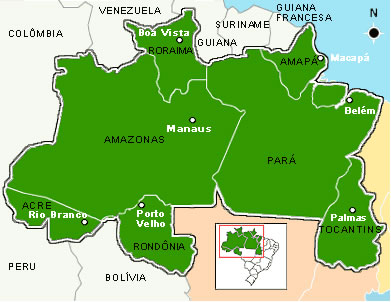 VENEZUELA
GUIANA
FRANCESA
COLÔMBIA
SURINAME
GUIANA
N
Boa Vista
RORAIMA
AMAPÁ
Macapá
Belém
AMAZONAS
Manaus
PARÁ
ACRE
Rio Branco
Porto
Velho
RONDÔNIA
Palmas
TOCANTINS
PERU
BOLÍVIA